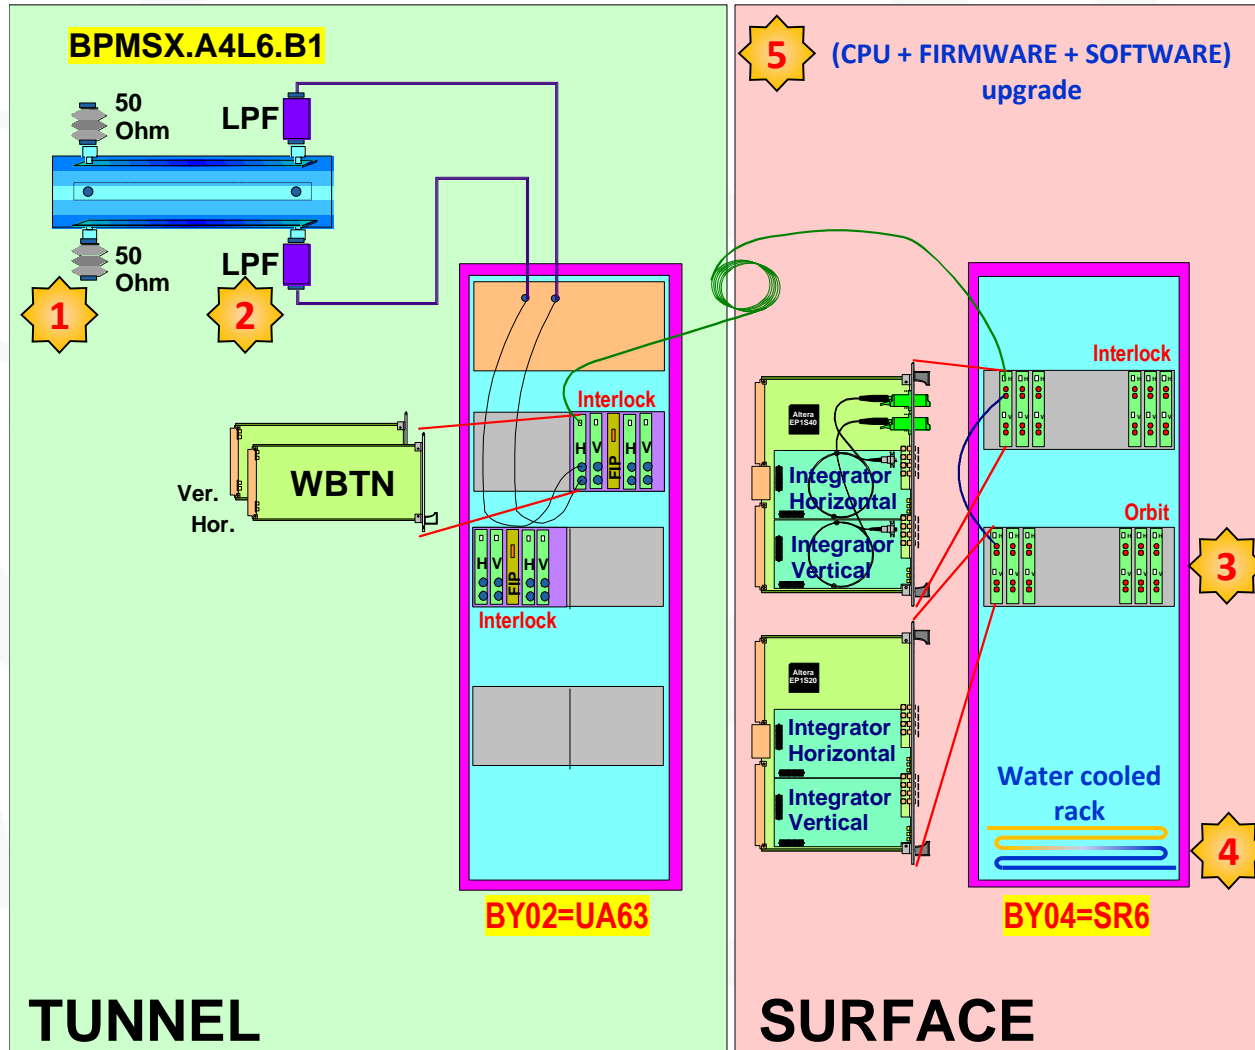 BPMSX.A4L6.B1
50
Ohm
LPF
50
Ohm
LPF
1
2
Interlock
H
V
FIP
H
V
WBTN
Ver.
Hor.
H
V
FIP
H
V
Interlock
BY02=UA63
TUNNEL
5
(CPU + FIRMWARE + SOFTWARE)
upgrade
Interlock
H
H
H
H
H
H
V
V
V
V
V
V
Altera
EP1S40
Integrator
Horizontal
Integrator
Vertical
Orbit
H
H
H
H
H
H
V
V
V
V
V
V
3
Altera
EP1S20
Integrator
Horizontal
Integrator
Vertical
Water cooled
rack
4
BY04=SR6
SURFACE